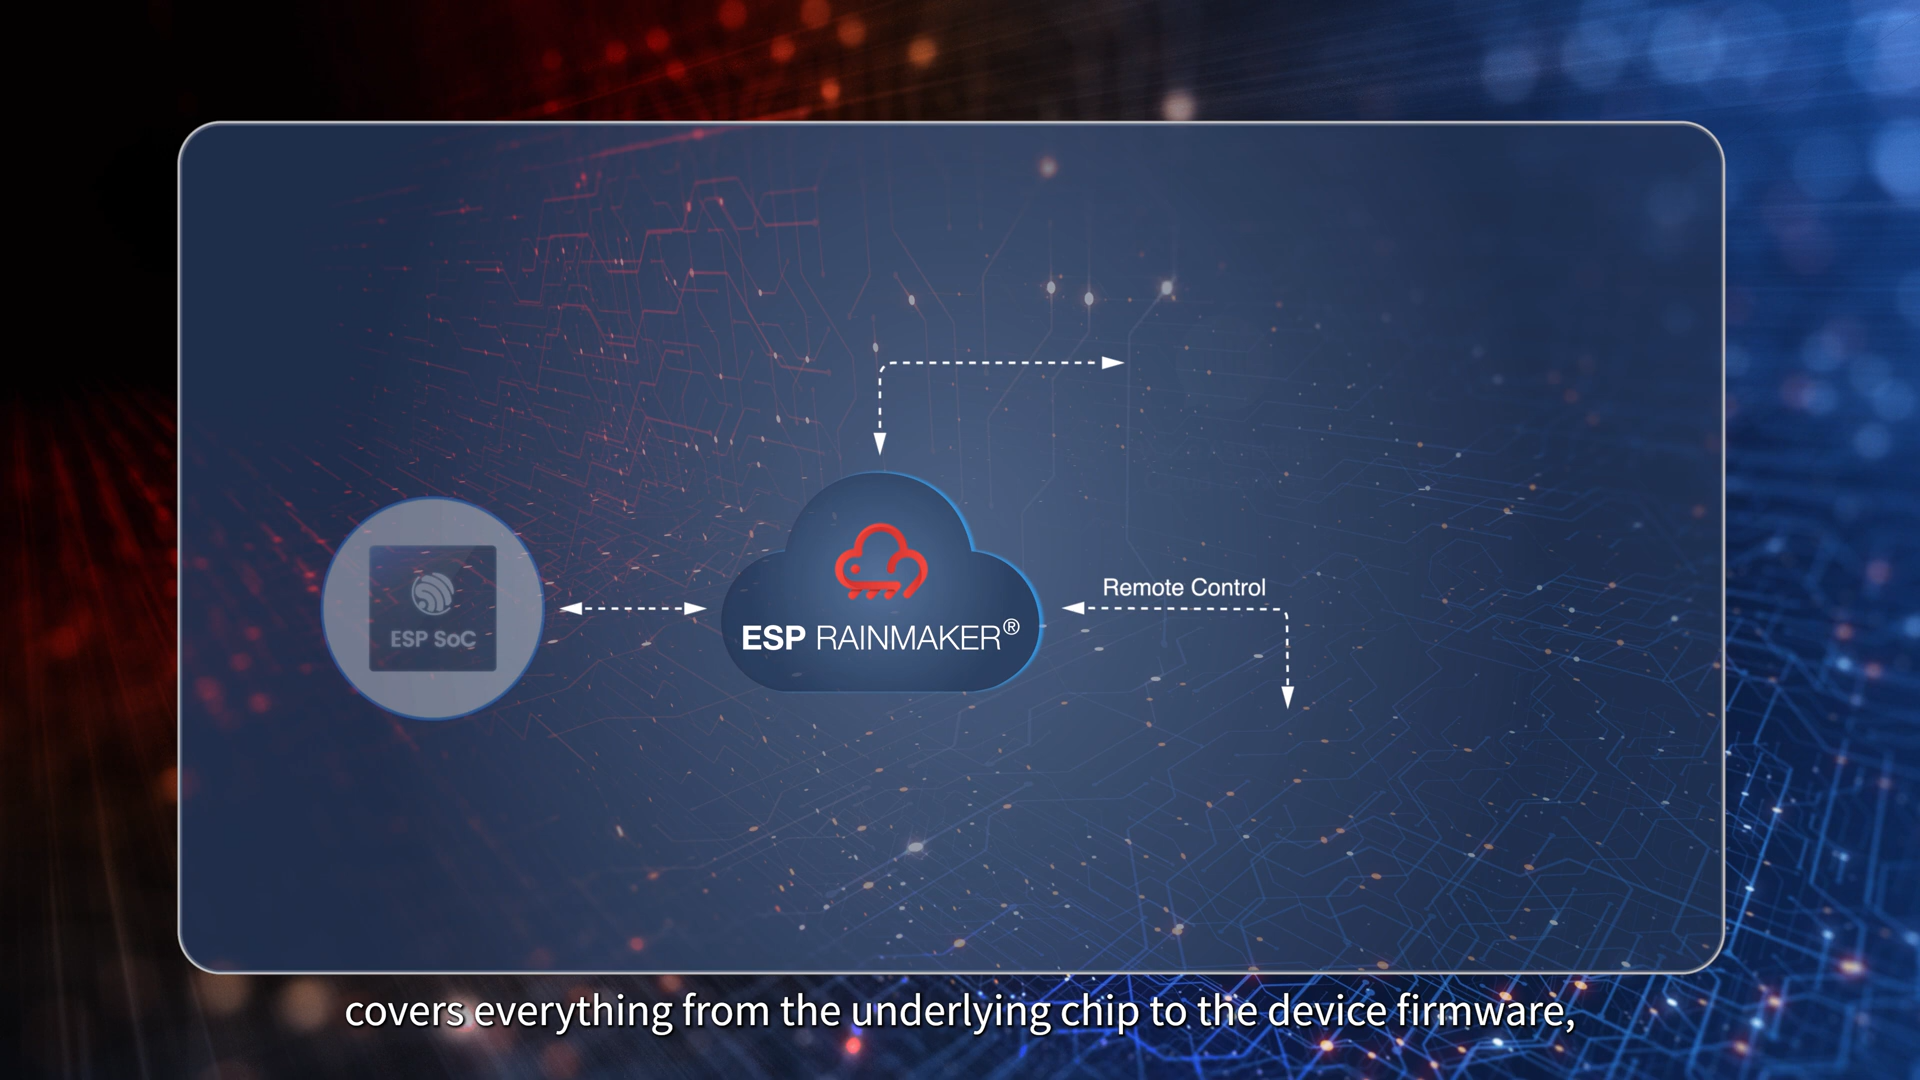 Remote Control
ESP SoC
ESP RAINMAKER®
covers everything from the underlying chip to the device firmware,